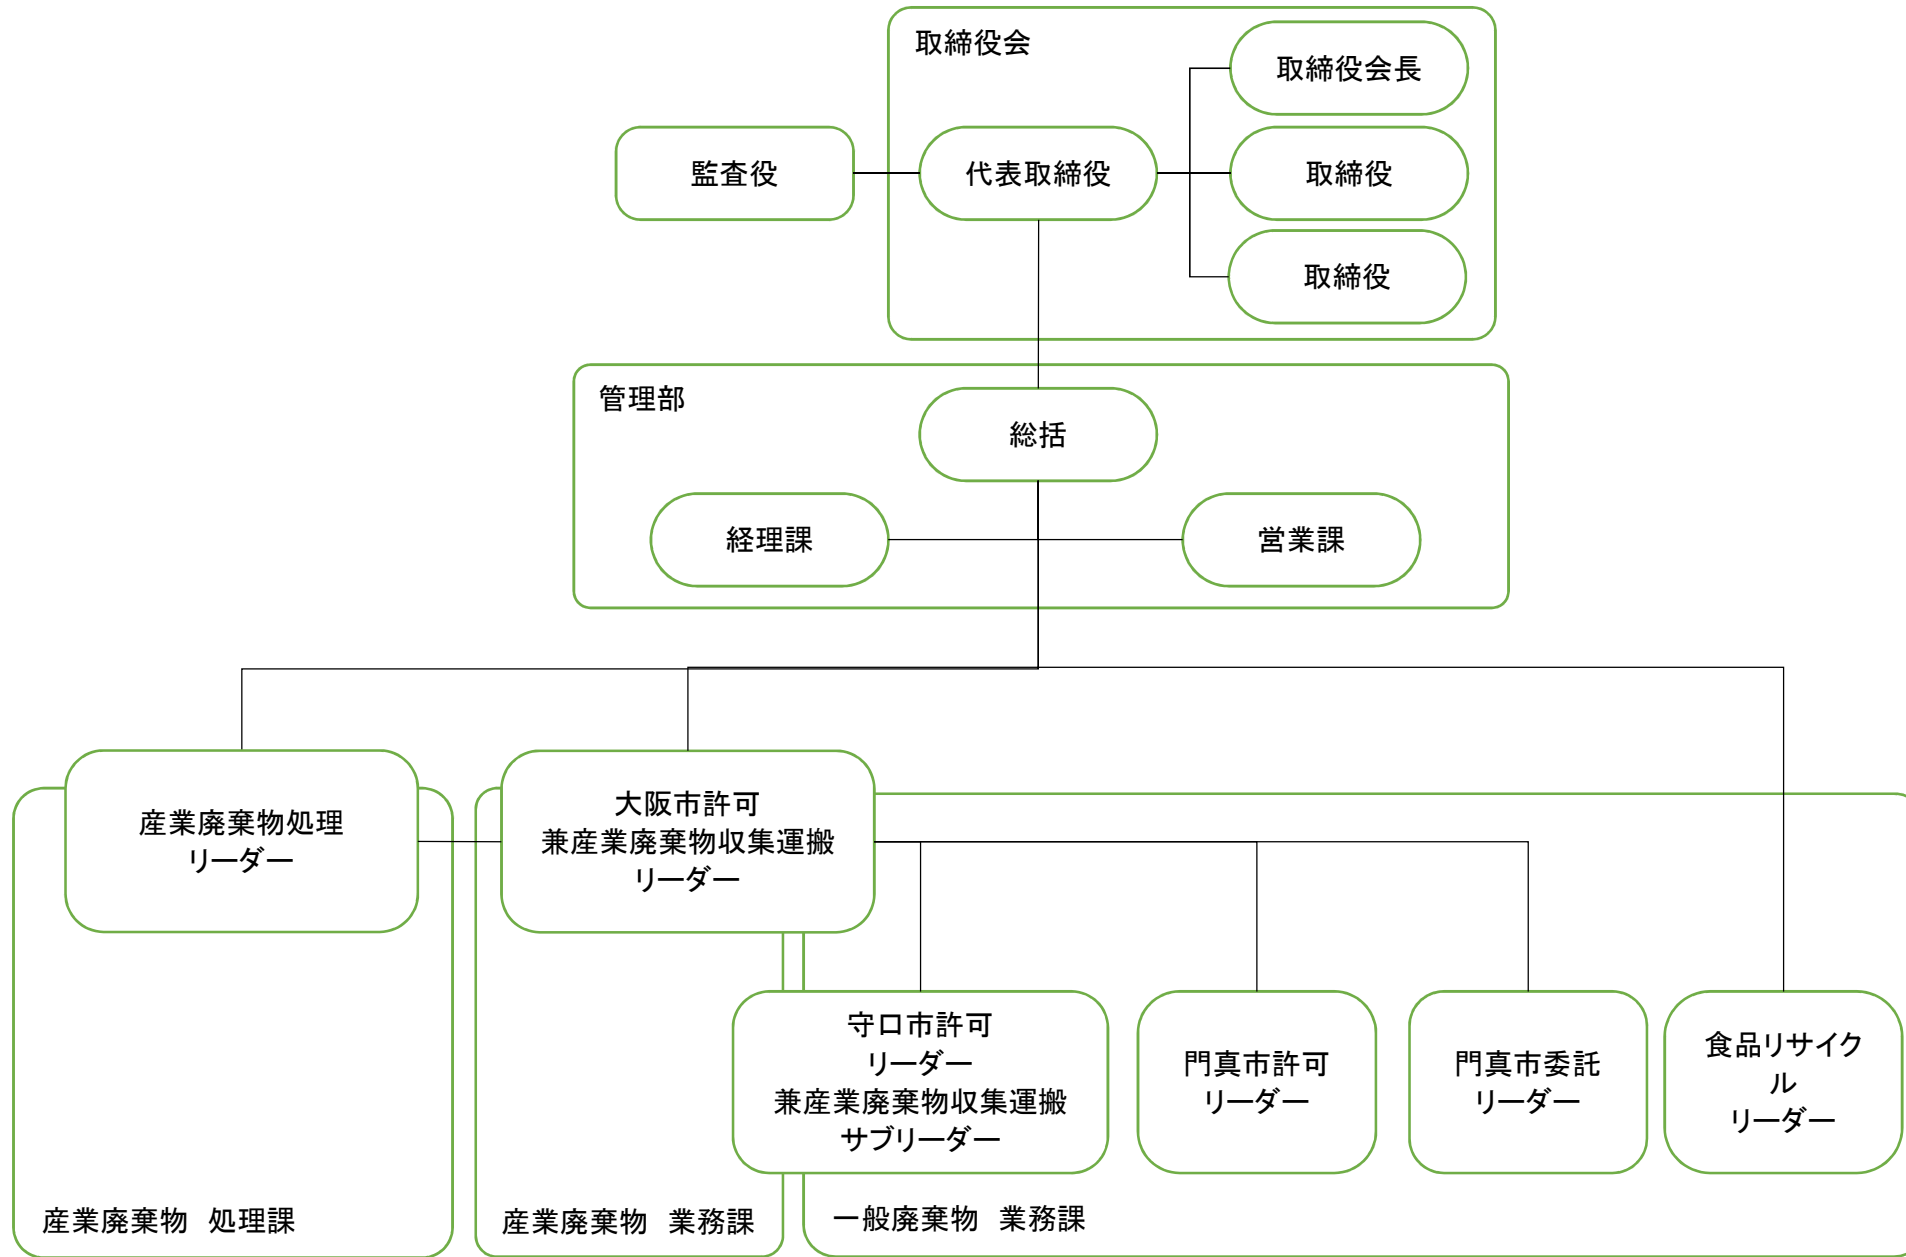 取締役会
取締役会長
監査役
代表取締役
取締役
取締役
管理部
総括
経理課
営業課
産業廃棄物処理
リーダー
大阪市許可
兼産業廃棄物収集運搬
リーダー
守口市許可
リーダー
兼産業廃棄物収集運搬
サブリーダー
門真市許可
リーダー
門真市委託
リーダー
食品リサイク
ル
リーダー
産業廃棄物　処理課
産業廃棄物　業務課
一般廃棄物　業務課